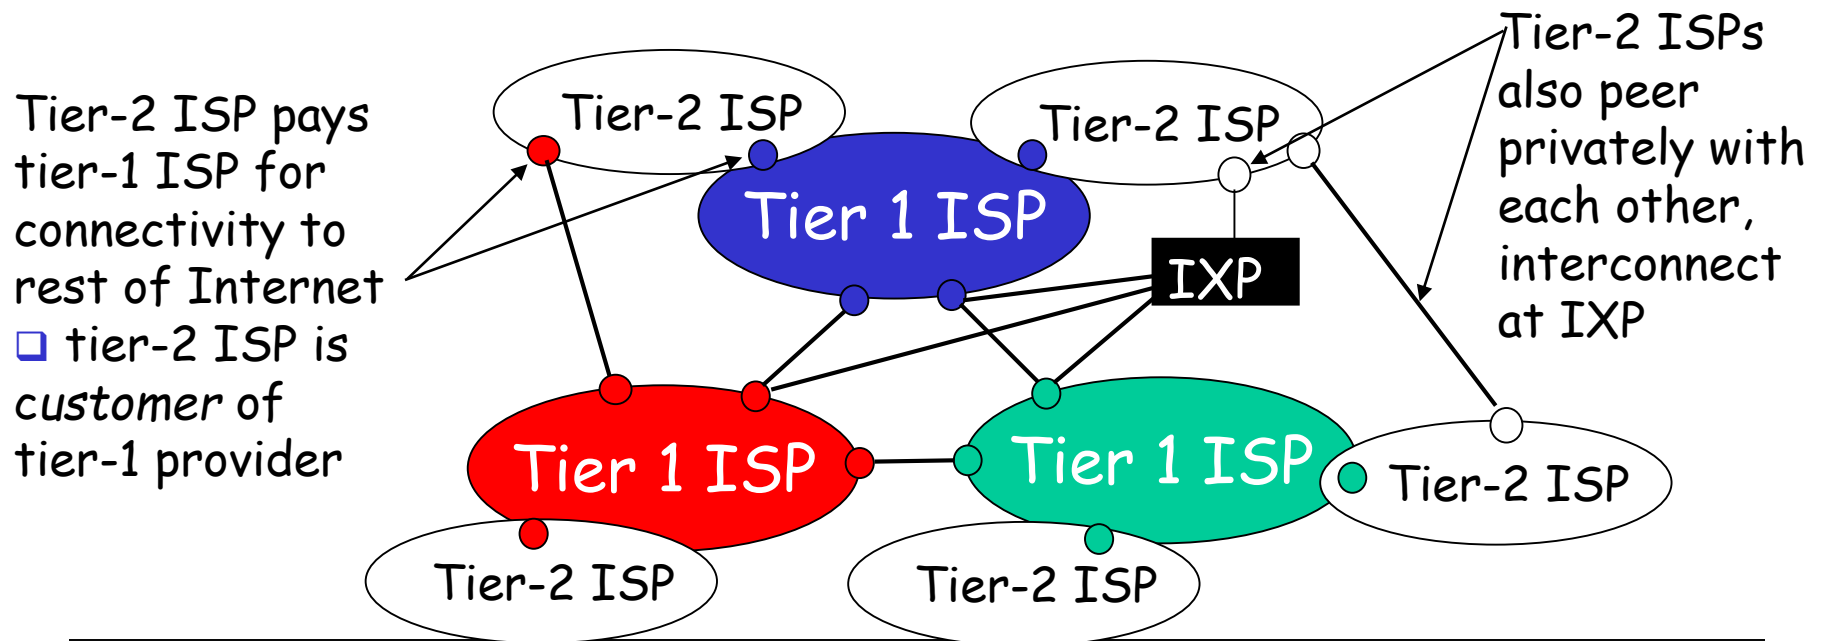 Tier-2 ISP pays
tier-1 ISP for
connectivity to
rest of Internet
❑ tier-2 ISP is
customer of
tier-1 provider
Tier-2 ISP
Tier-2 ISP
Tier 1 ISP
IXP
Tier-2 ISPs
also peer
privately with
each other,
interconnect
at IXP
Tier 1 ISP
Tier 1 ISP
Tier-2 ISP
Tier-2 ISP
Tier-2 ISP